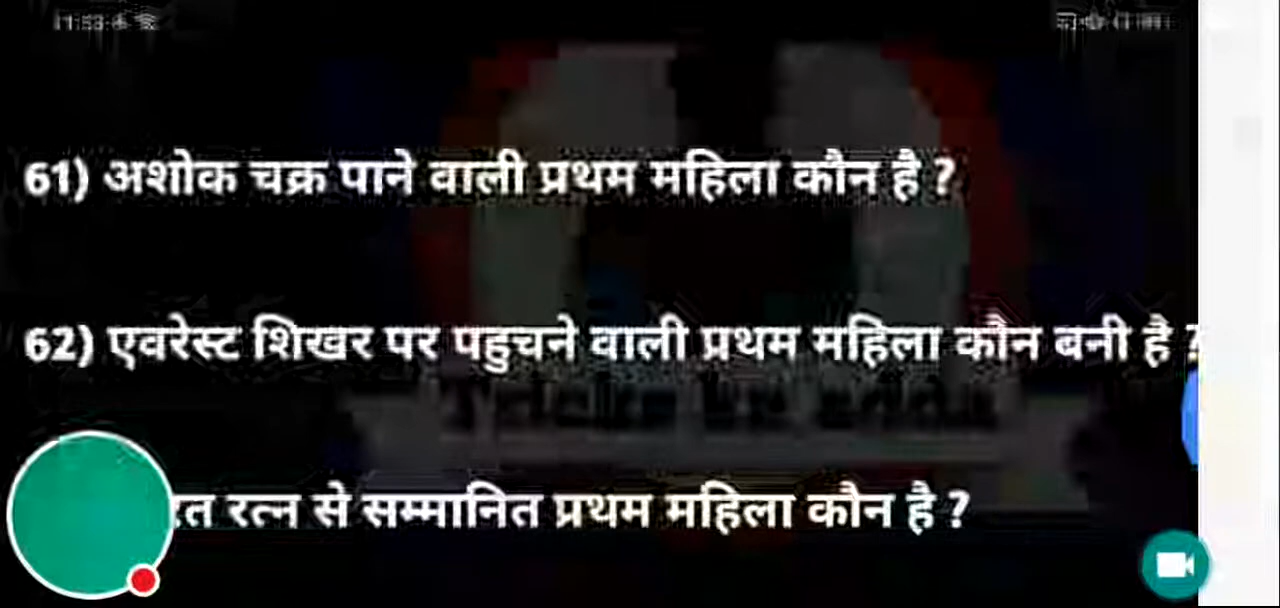 61) अशोक चक्र पाने वाली प्रथम महिला कौन है ?
62) एवरेस्ट शिखर पर पहुचने वाली प्रथम महिला कौन बनी है ?
रत्न से सम्मानित प्रथम महिला कौन है ?